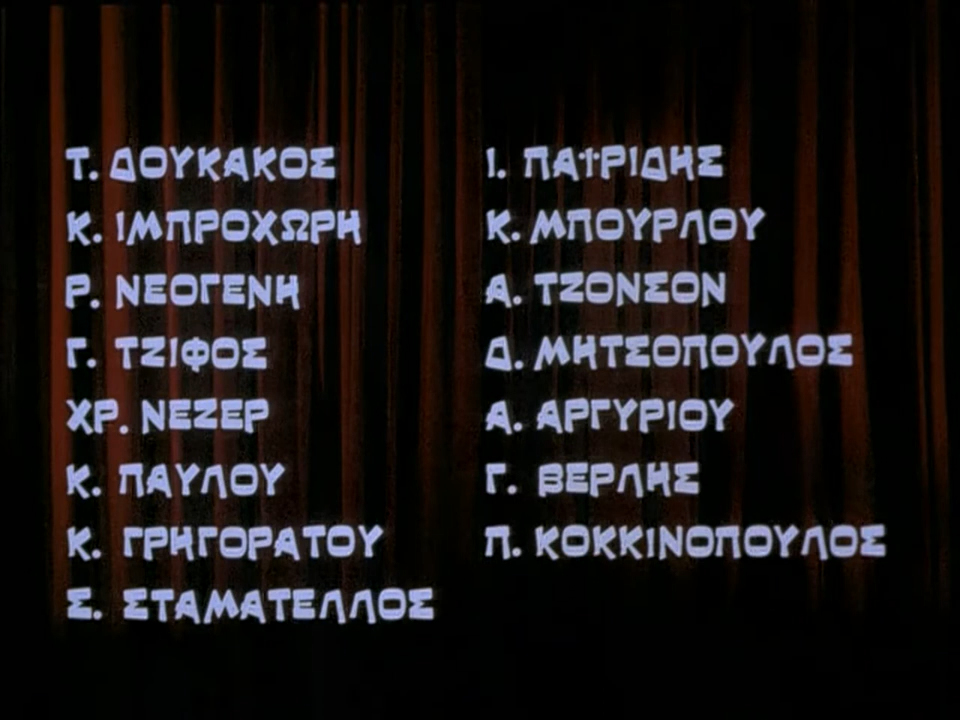 Τ. ΔΟΥΚΑΚΟΣ
Κ. ΙΜΠΡΟΧΩΡΗ
Ρ. ΝΕΟΓΕΝΗ
Γ. ΤΖΙΦΟΣ
ΧΡ. ΝΕΖΕΡ
Κ. ΠΑΥΛΟΥ
Κ. ΓΡΗΓΟΡΑΤΟΥ
Σ. ΣΤΑΜΑΤΕΛΛΟΣ
Ι. ΠΑΤΡΙΔΗΣ
Κ. ΜΠΟΥΡΛΟΥ
Α. ΤΖΟΝΣΟΝ
Δ. ΜΗΤΣΟΠΟΥΛΟΣ
Α. ΑΡΓΥΡΙΟΥ
Γ. ΒΕΡΛΗΣ
Π. ΚΟΚΚΙΝΟΠΟΥΛΟΣ